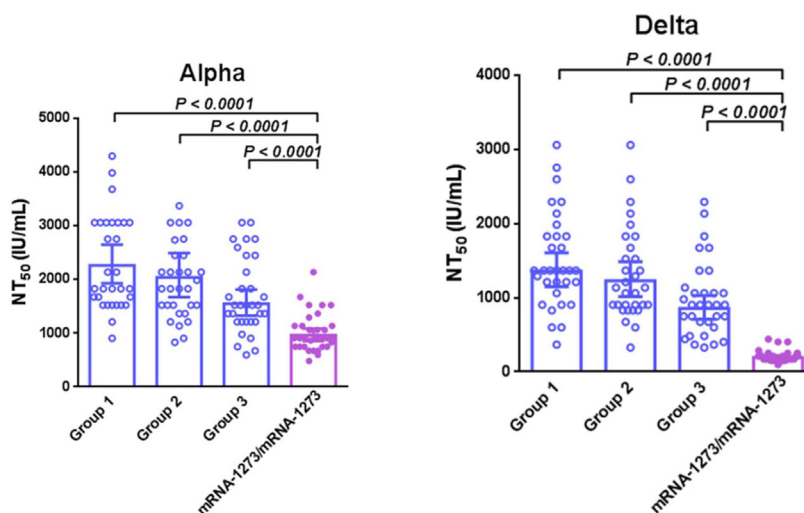 Alpha
P < 0.0001
P < 0.0001
P < 0.0001
NT50 (IU/mL)
5000
4000
3000
2000
1000
0
Group 1
Group 2
Group 3
mRNA-1273/mRNA-1273
Delta
P < 0.0001
P < 0.0001
P < 0.0001
NT50 (IU/mL)
4000
3000
2000
1000
0
Group 1
Group 2
Group 3
mRNA-1273/mRNA-1273